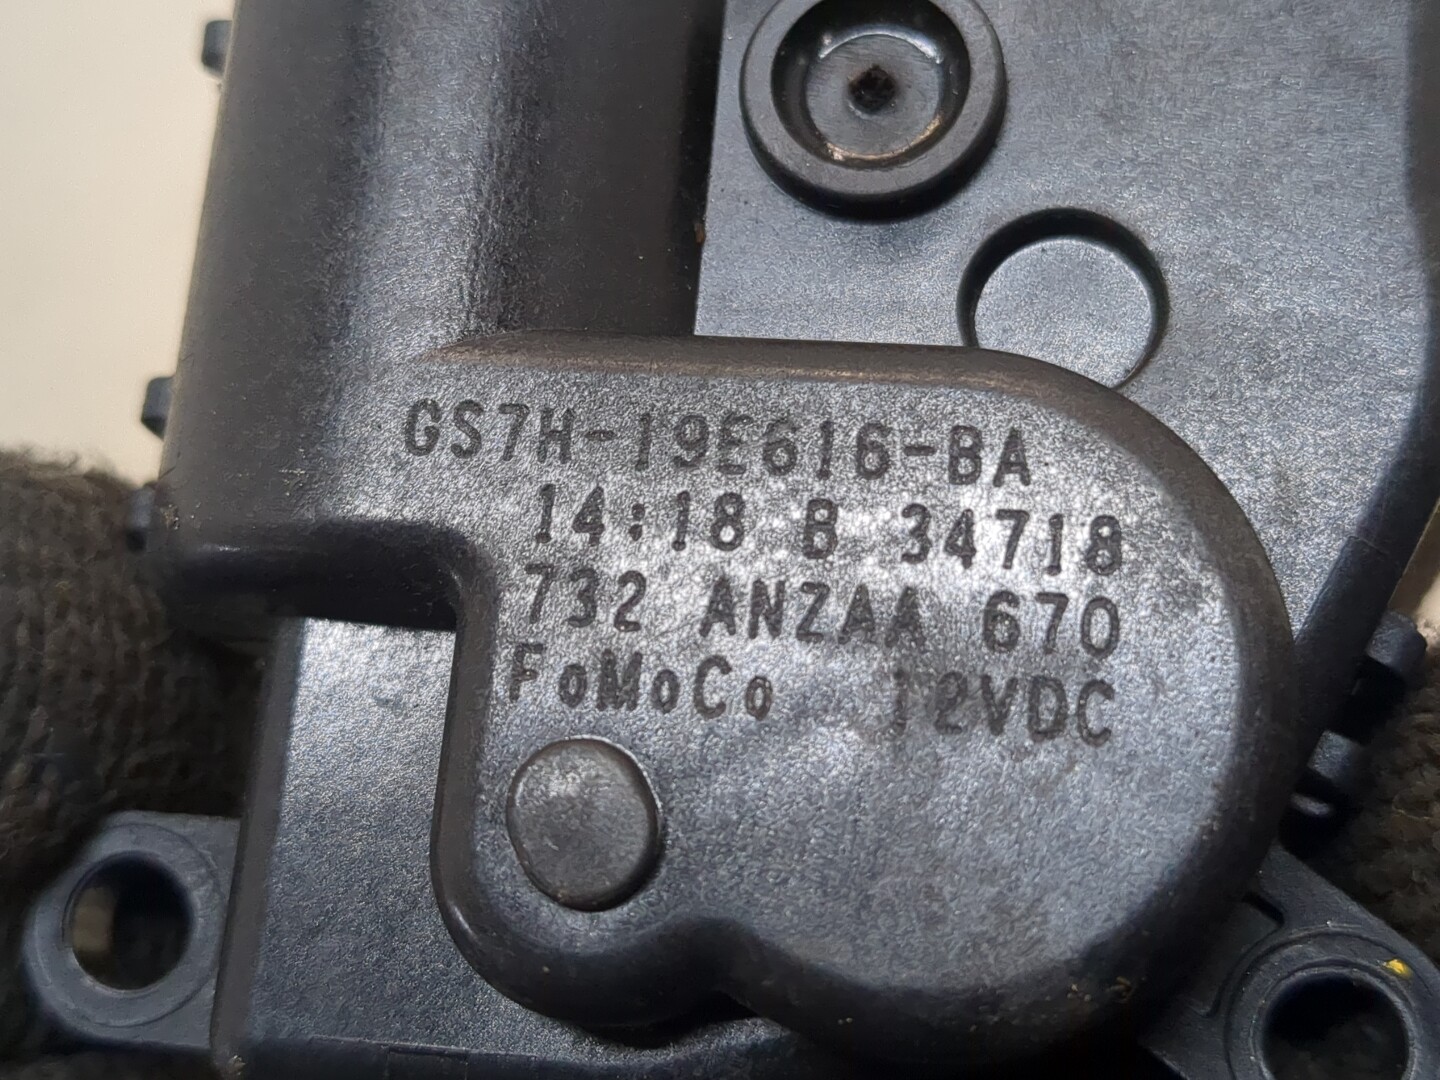 GS7H-19E616-BA
14:18 B 34718
732 ANZAA 670
FoMoCo 12VDC